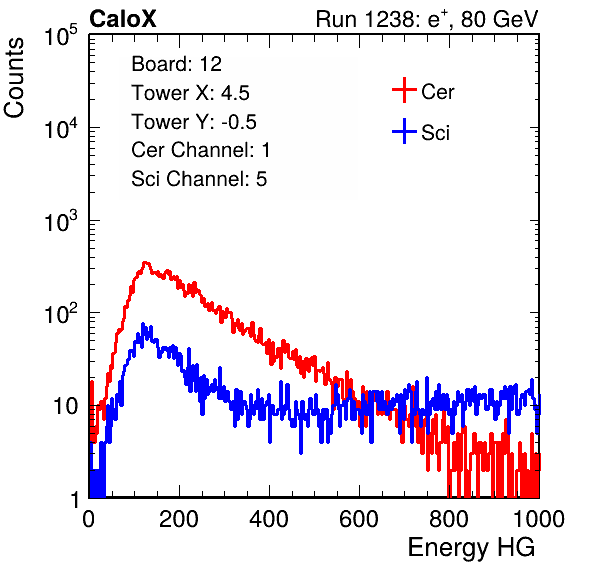 CaloX Run 1238: e⁺, 80 GeV
Counts
10⁵
10⁴
10³
10²
10
1
Board: 12
Tower X: 4.5
Tower Y: -0.5
Cer Channel: 1
Sci Channel: 5
Cer
Sci
0 200 400 600 800 1000
Energy HG